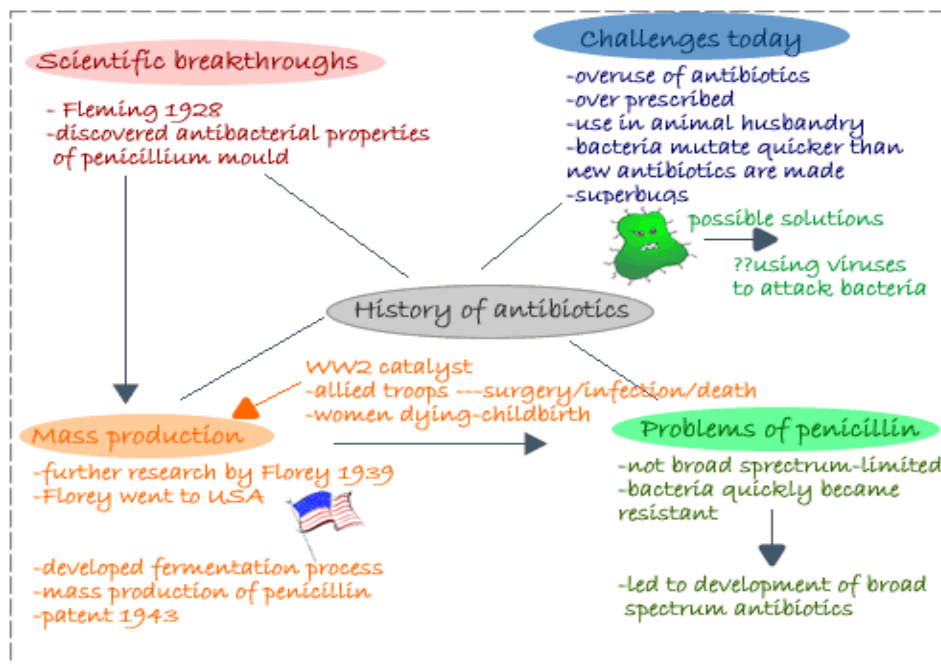 Scientific breakthroughs
- Fleming 1928
-discovered antibacterial properties
of penicillium mould
Challenges today
-overuse of antibiotics
-over prescribed
-use in animal husbandry
-bacteria mutate quicker than
new antibiotics are made
-superbugs
possible solutions
??using viruses
to attack bacteria
History of antibiotics
WW2 catalyst
-allied troops ---surgery/infection/death
-women dying-childbirth
Mass production
-further research by Florey 1939
-Florey went to USA
-developed fermentation process
-mass production of penicillin
-patent 1943
Problems of penicillin
-not broad sprectrum-limited
-bacteria quickly became
resistant
-led to development of broad
spectrum antibiotics